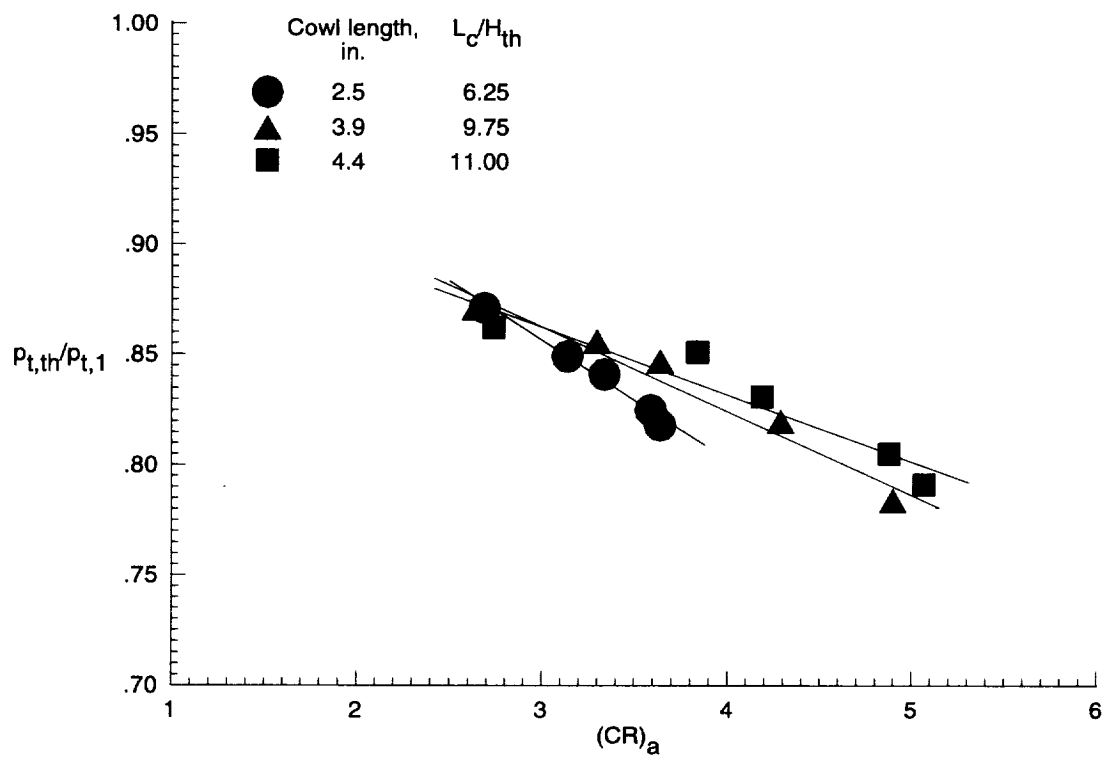 1.00
.95
.90
.85
.80
.75
.70
p_t,th/p_t,1
Cowl length, L_c/H_th
in.
2.5 6.25
3.9 9.75
4.4 11.00
1 2 3 4 5 6
(CR)_a